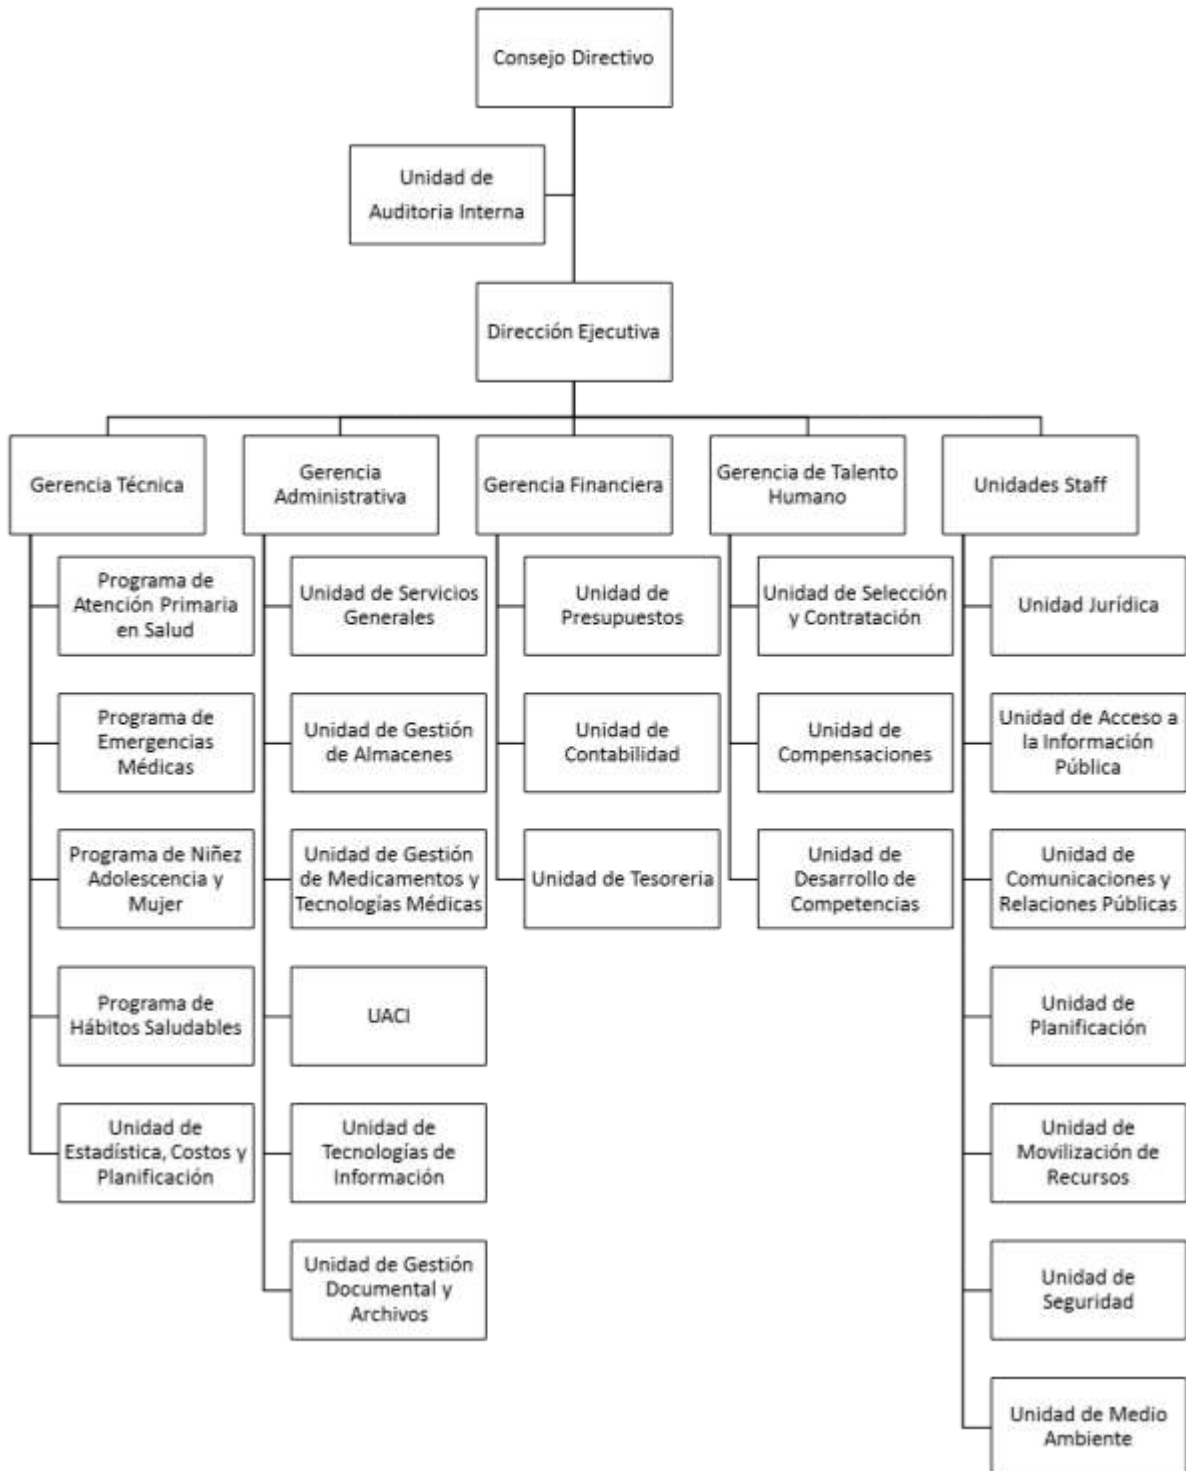 Consejo Directivo
Unidad de
Auditoria Interna
Dirección Ejecutiva
Gerencia Técnica
Programa de
Atención Primaria
en Salud
Programa de
Emergencias
Médicas
Programa de Niñez
Adolescencia y
Mujer
Programa de
Hábitos Saludables
Unidad de
Estadística, Costos y
Planificación
Gerencia
Administrativa
Unidad de Servicios
Generales
Unidad de Gestión
de Almacenes
Unidad de Gestión
de Medicamentos y
Tecnologías Médicas
UACI
Unidad de
Tecnologías de
Información
Unidad de Gestión
Documental y
Archivos
Gerencia Financiera
Unidad de
Presupuestos
Unidad de
Contabilidad
Unidad de Tesoreria
Gerencia de Talento
Humano
Unidad de Selección
y Contratación
Unidad de
Compensaciones
Unidad de
Desarrollo de
Competencias
Unidades Staff
Unidad Jurídica
Unidad de Acceso a
la Información
Pública
Unidad de
Comunicaciones y
Relaciones Públicas
Unidad de
Planificación
Unidad de
Movilización de
Recursos
Unidad de
Seguridad
Unidad de Medio
Ambiente